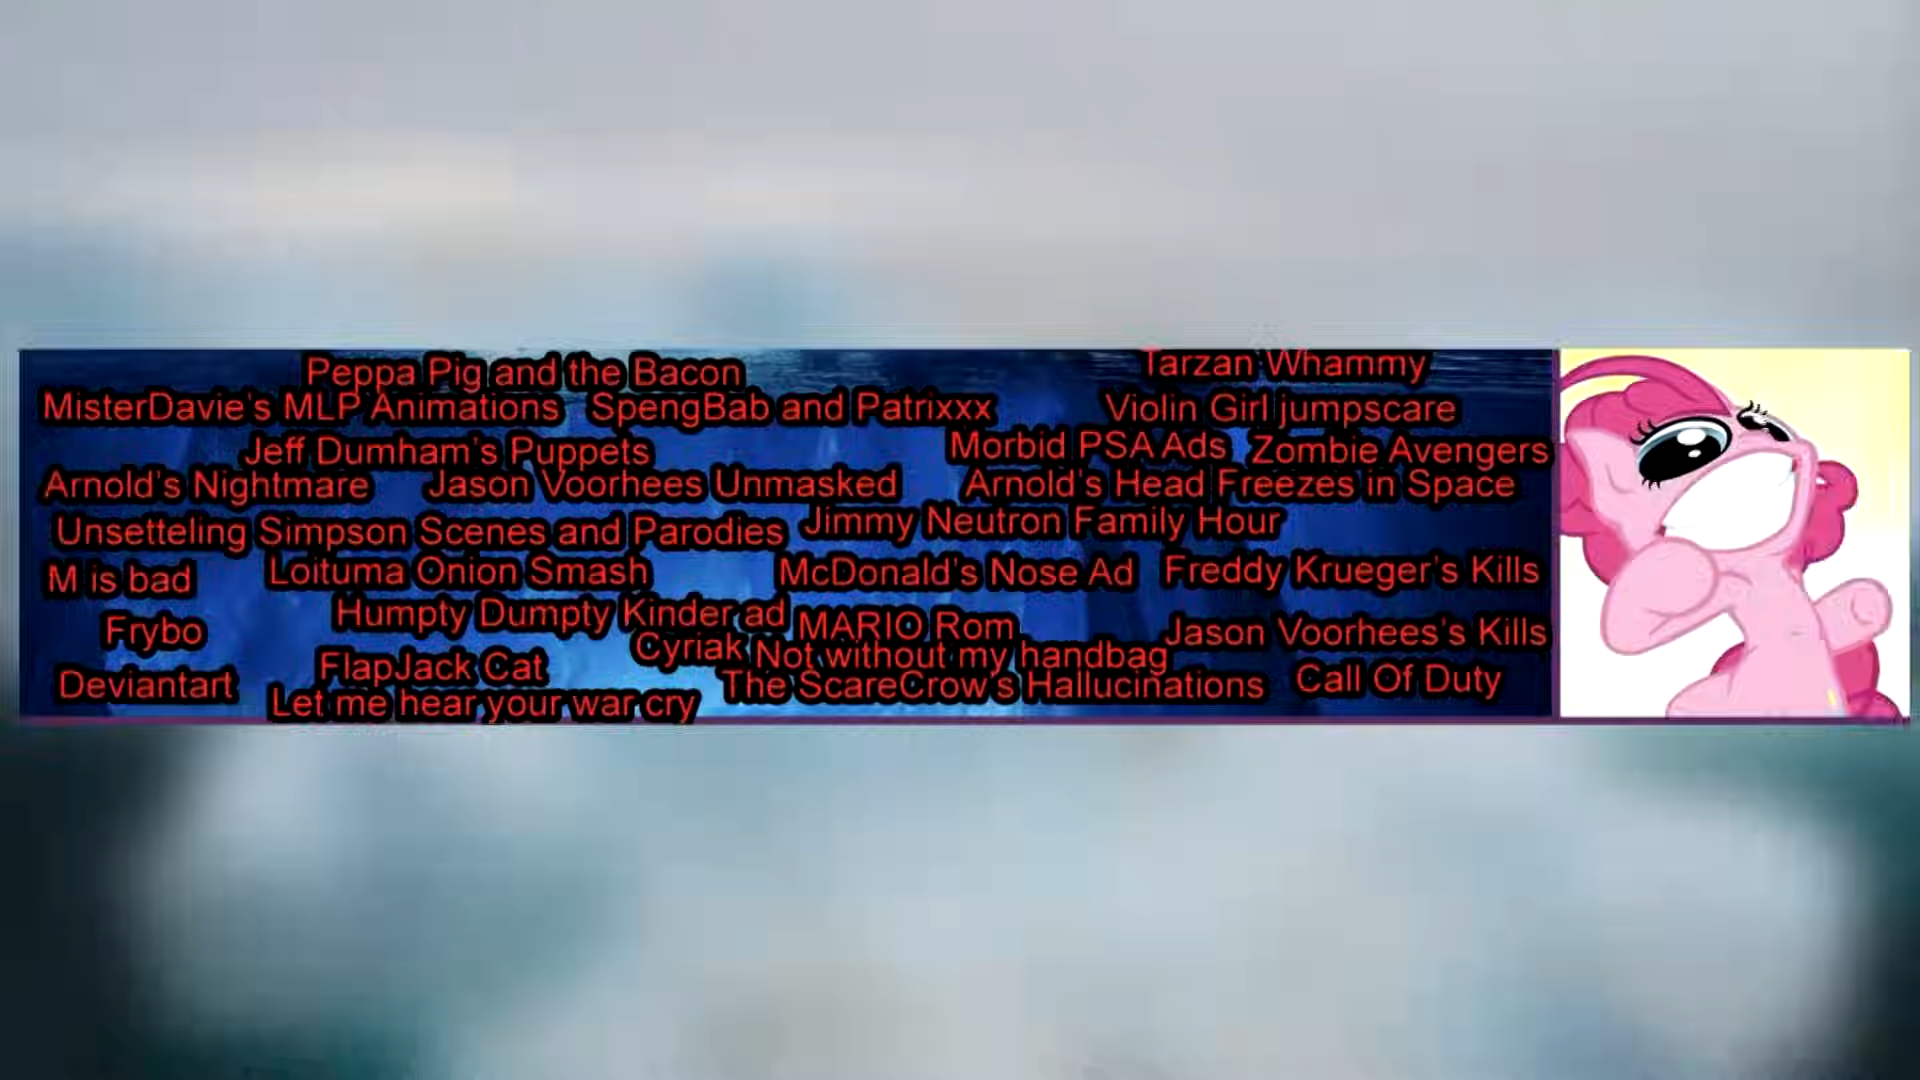 Peppa Pig and the Bacon
Tarzan Whammy
MisterDavie's MLP Animations
SpengBab and Patrixxx
Violin Girl jumpscare
Jeff Dumham's Puppets
Morbid PSA Ads
Zombie Avengers
Arnold's Nightmare
Jason Voorhees Unmasked
Arnold's Head Freezes in Space
Unsetteling Simpson Scenes and Parodies
Jimmy Neutron Family Hour
M is bad
Loituma Onion Smash
McDonald's Nose Ad
Freddy Krueger's Kills
Humpty Dumpty Kinder ad
MARIO Rom
Frybo
Jason Voorhees's Kills
Cyriak
Not without my handbag
FlapJack Cat
Deviantart
The ScareCrow's Hallucinations
Call Of Duty
Let me hear your war cry